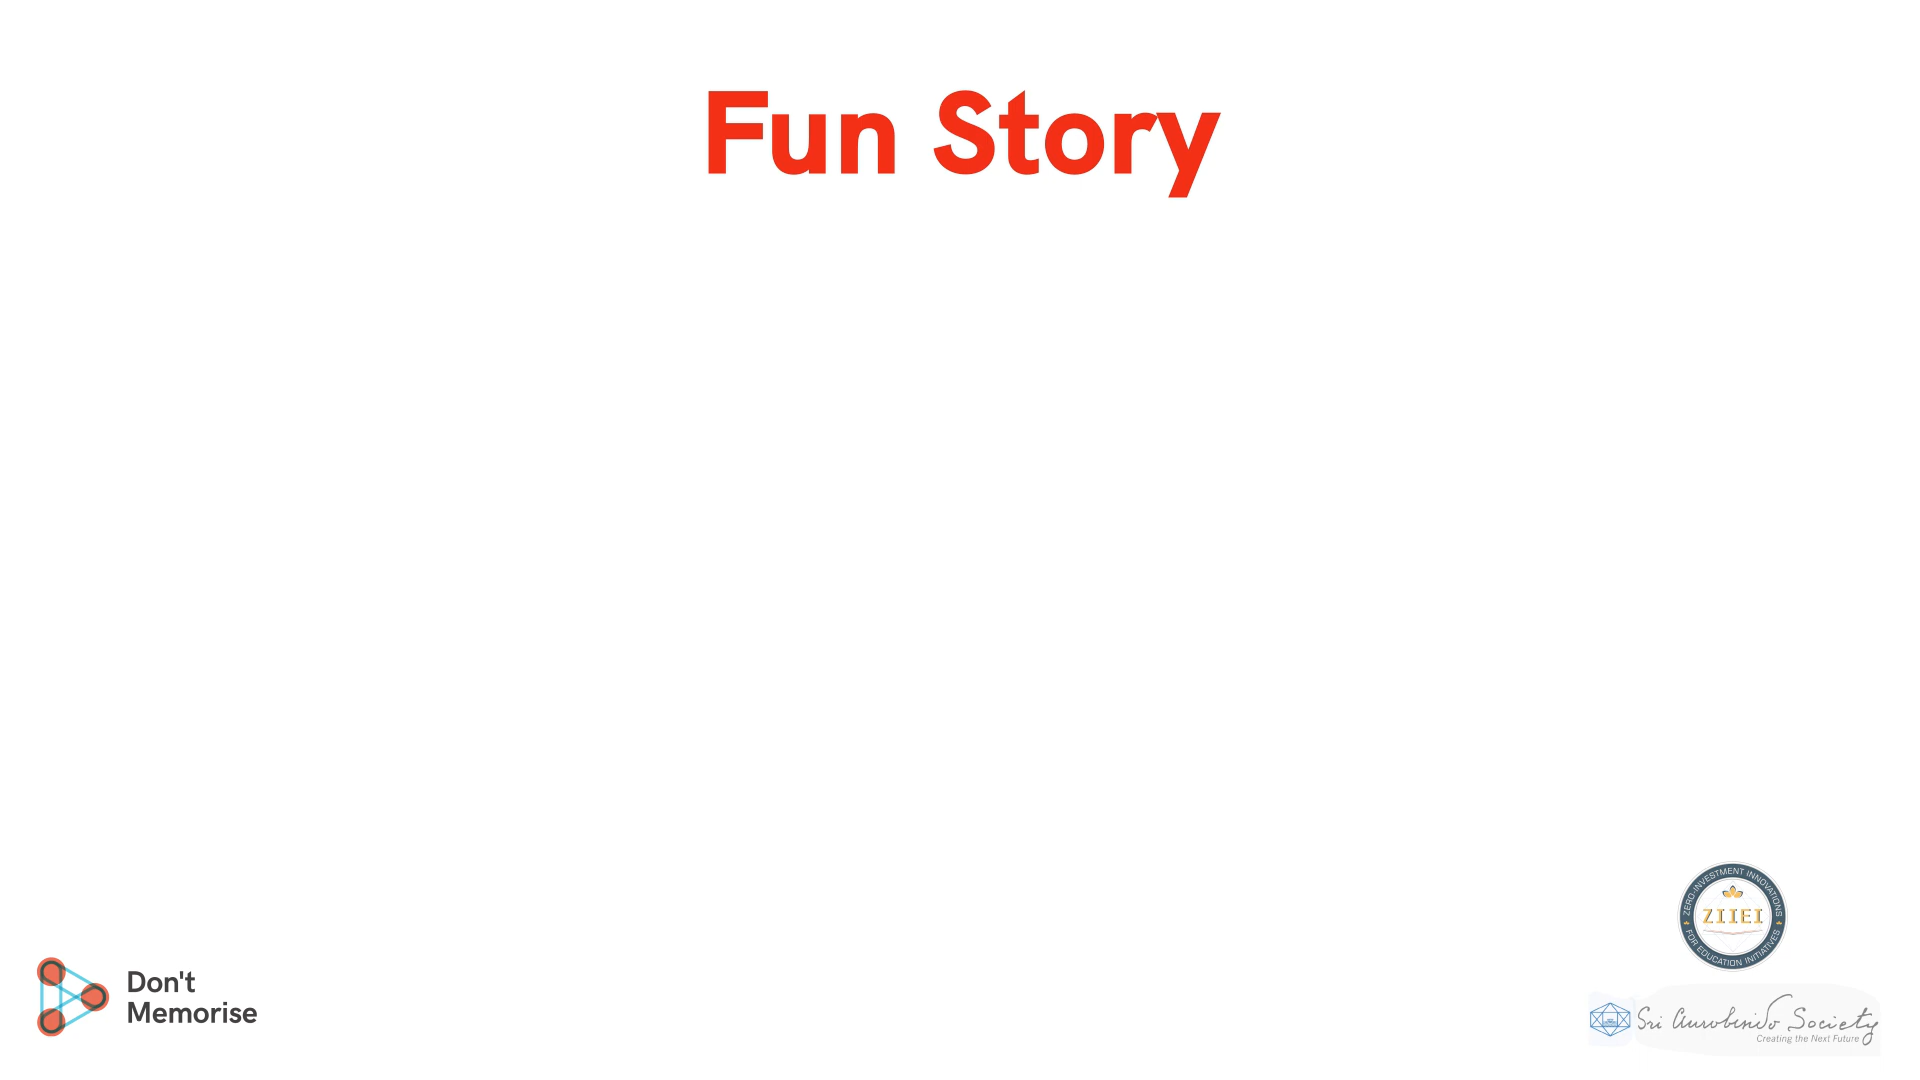 Fun Story
ZERO-INVESTMENT INNOVATIONS
ZIIEI
FOR EDUCATION INITIATIVES
Don't
Memorise
Sri Aurobindo Society
Creating the Next Future